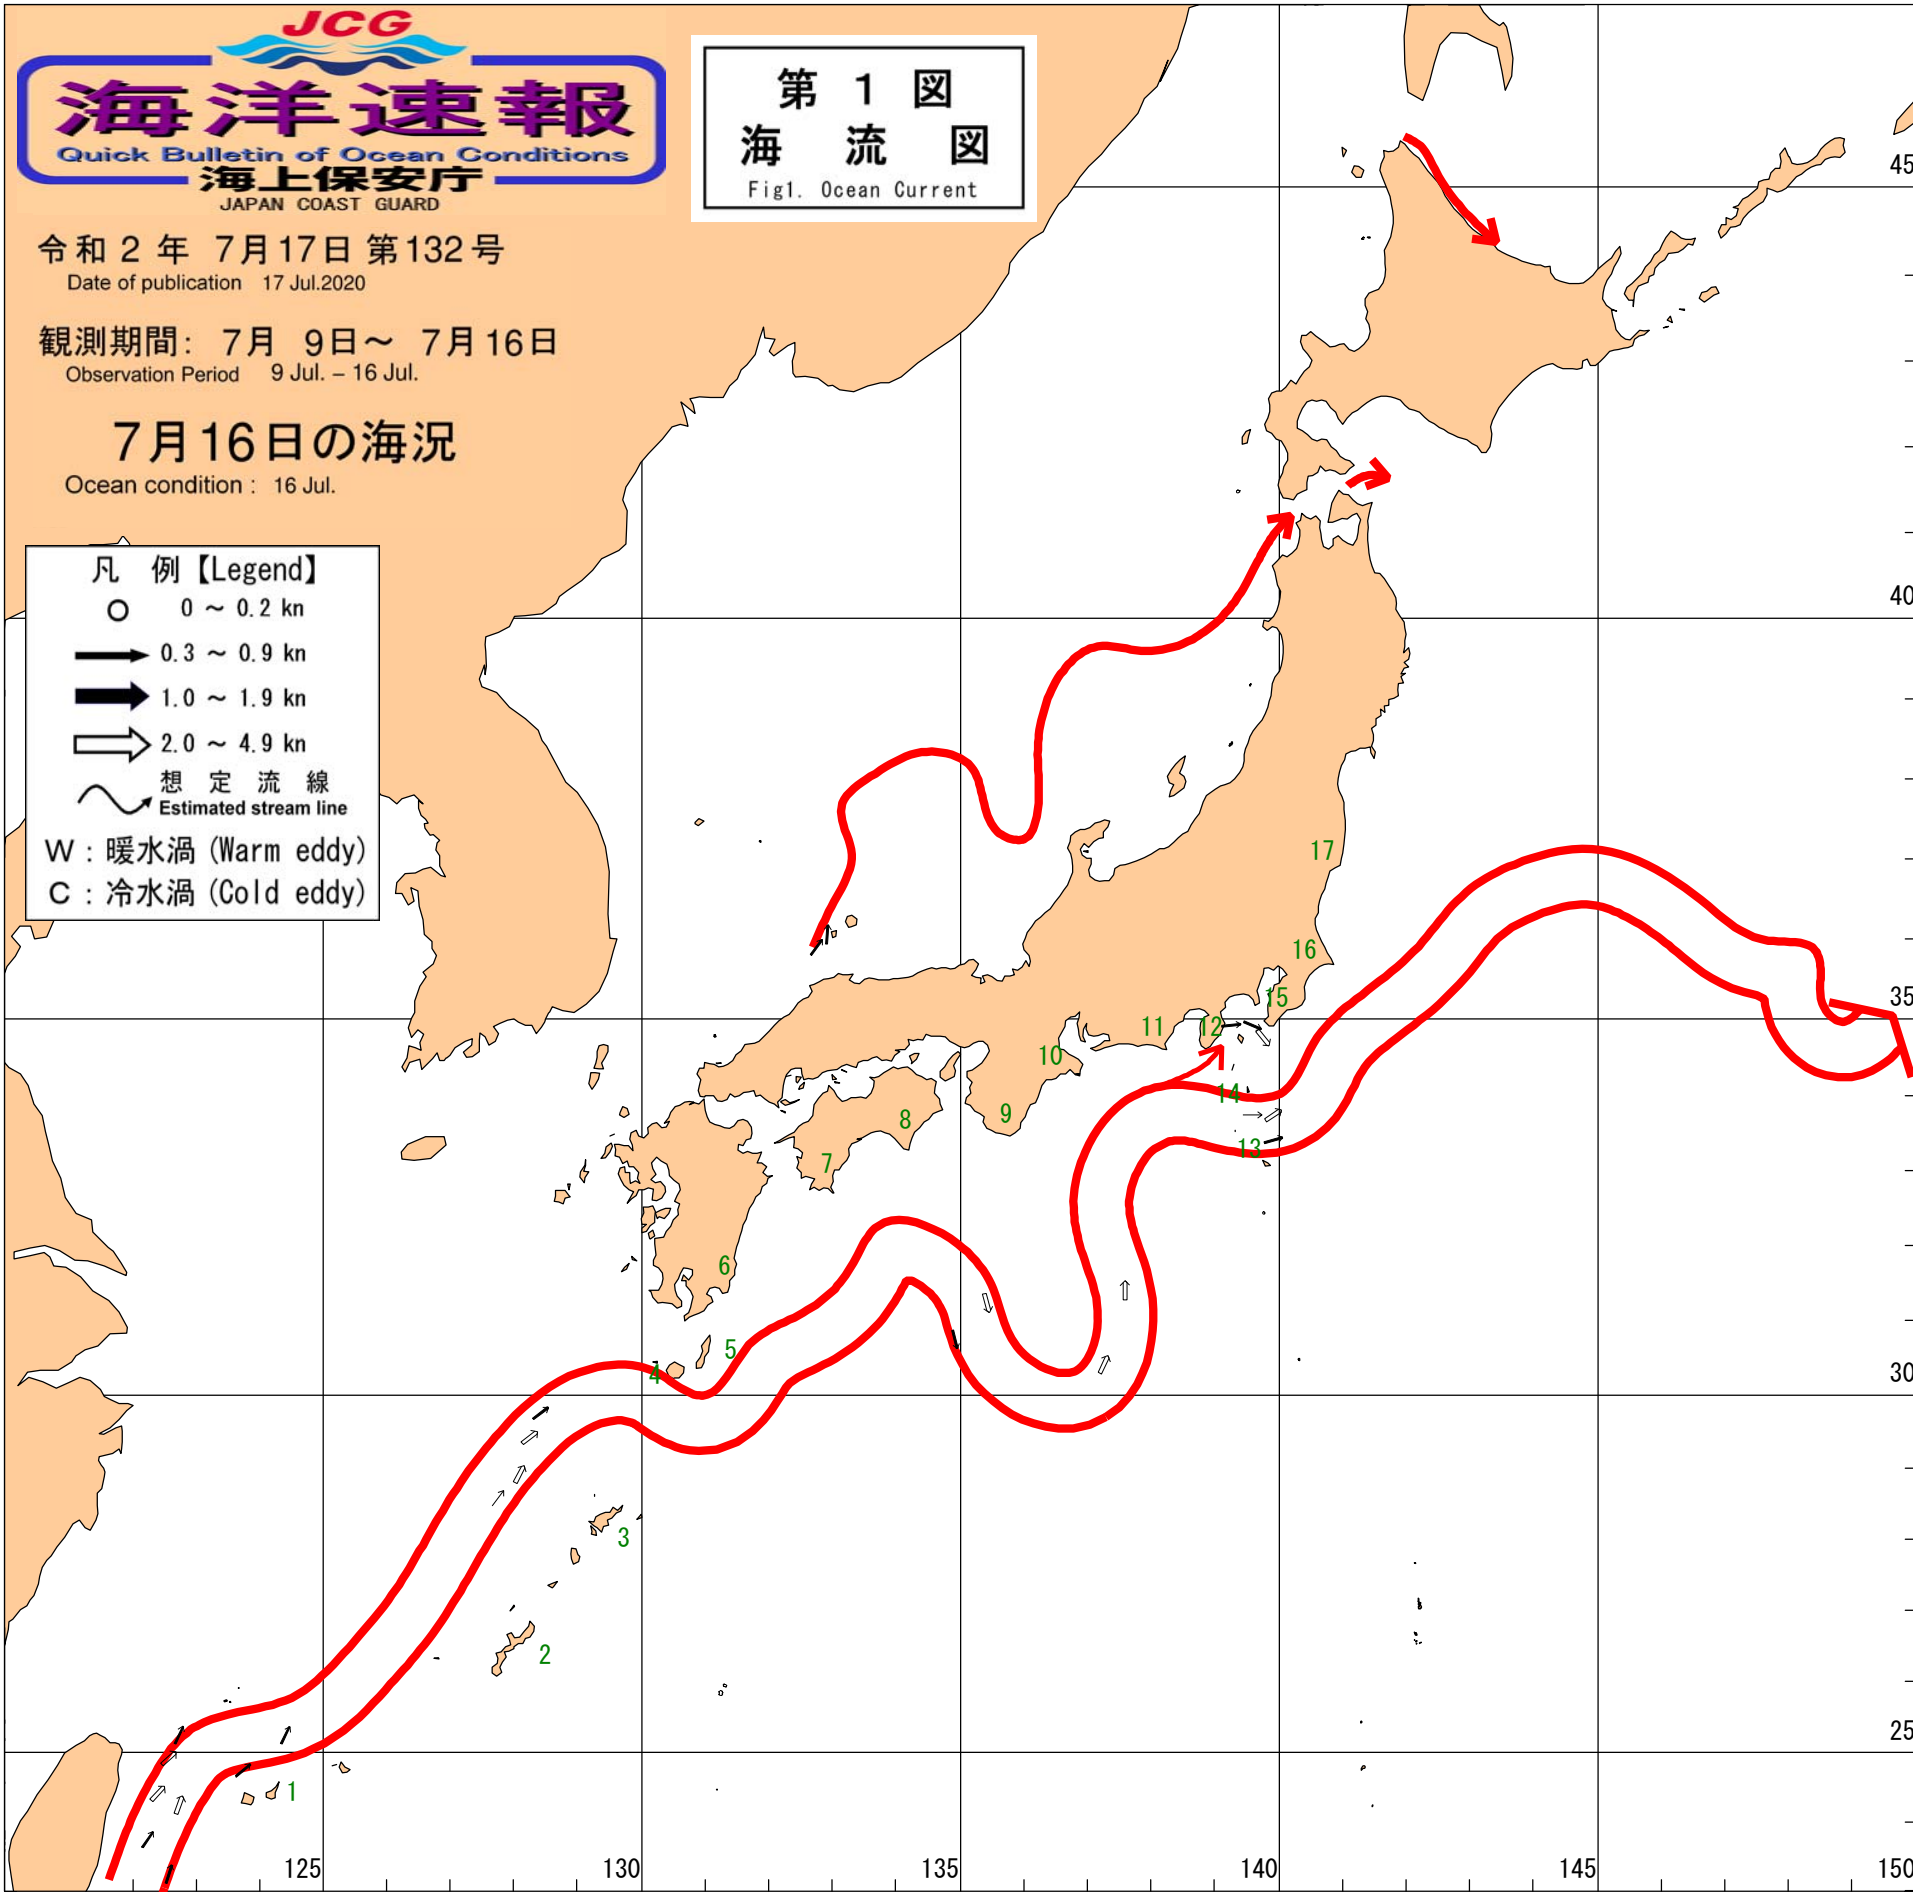 JCG
海洋速報
Quick Bulletin of Ocean Conditions
海上保安庁
JAPAN COAST GUARD
第 1 図
海 流 図
Fig1. Ocean Current
令和 2 年 7月17日 第132号
Date of publication 17 Jul.2020
観測期間: 7月 9日~ 7月16日
Observation Period 9 Jul. – 16 Jul.
7月16日の海況
Ocean condition : 16 Jul.
凡 例【Legend】
0 ~ 0.2 kn
0.3 ~ 0.9 kn
1.0 ~ 1.9 kn
2.0 ~ 4.9 kn
想 定 流 線
Estimated stream line
W : 暖水渦 (Warm eddy)
C : 冷水渦 (Cold eddy)
45
40
17
16
35
15
12
11
10
14
9
8
13
7
6
5
4
30
3
2
25
1
125
130
135
140
145
150